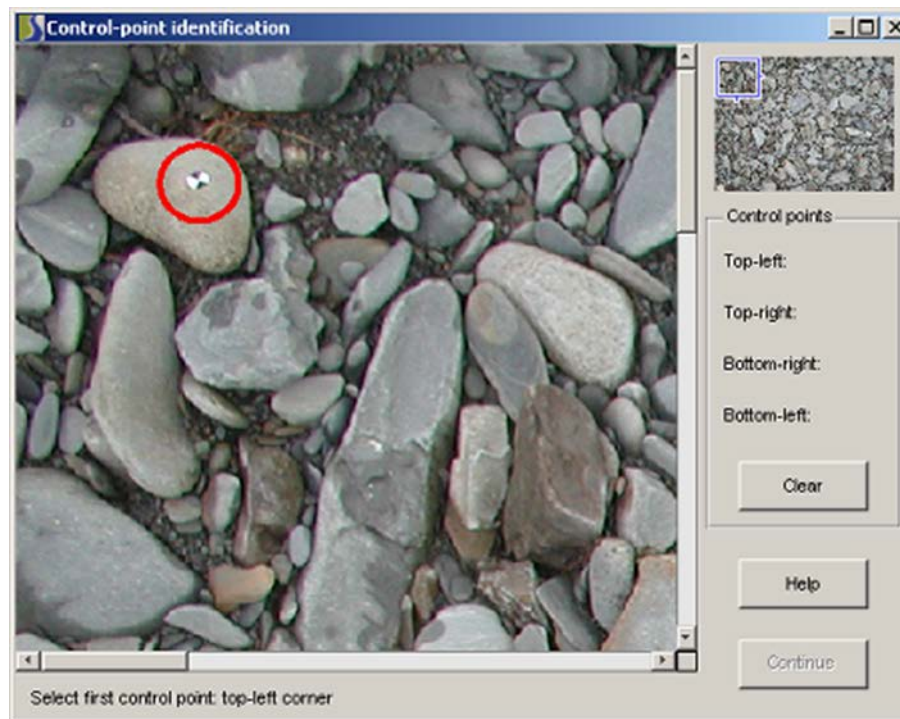 Control-point identification
Control points
Top-left:
Top-right:
Bottom-right:
Bottom-left:
Clear
Help
Continue
Select first control point: top-left corner